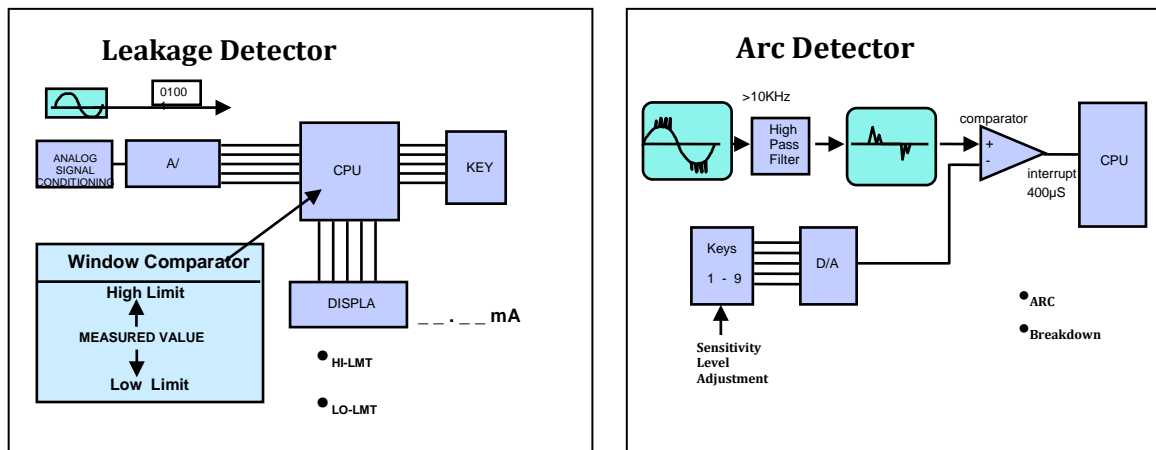 Leakage Detector
0100
1
ANALOG
SIGNAL
CONDITIONING
A/
CPU
KEY
Window Comparator
High Limit
MEASURED VALUE
Low Limit
DISPLA
_ _ . _ _ mA
● HI-LMT
● LO-LMT
Arc Detector
>10KHz
High
Pass
Filter
comparator
+
-
interrupt
400µS
CPU
Keys
1 - 9
D/A
Sensitivity
Level
Adjustment
● ARC
● Breakdown